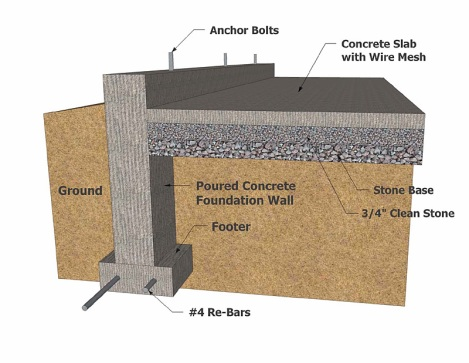 Anchor Bolts
Concrete Slab
with Wire Mesh
Ground
Poured Concrete
Foundation Wall
Stone Base
3/4" Clean Stone
Footer
#4 Re-Bars